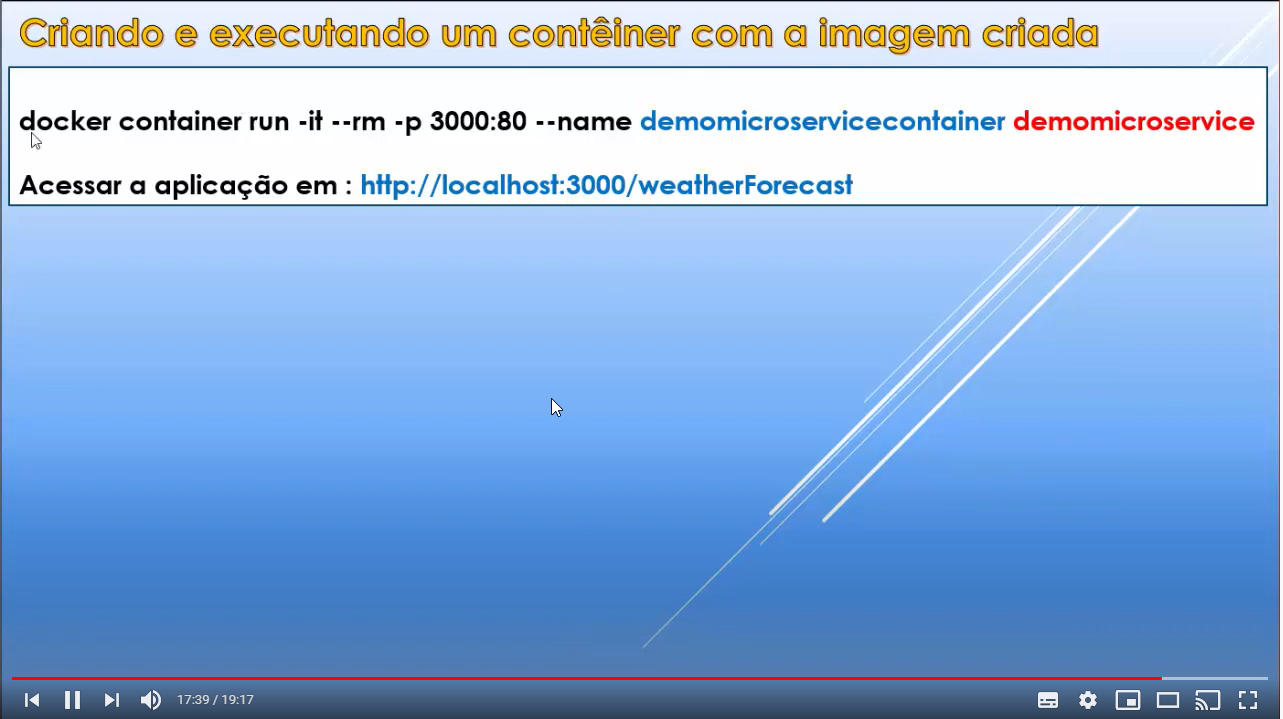 Criando e executando um contêiner com a imagem criada
docker container run -it --rm -p 3000:80 --name demomicroservicecontainer demomicroservice
Acessar a aplicação em : http://localhost:3000/weatherForecast
17:39 / 19:17